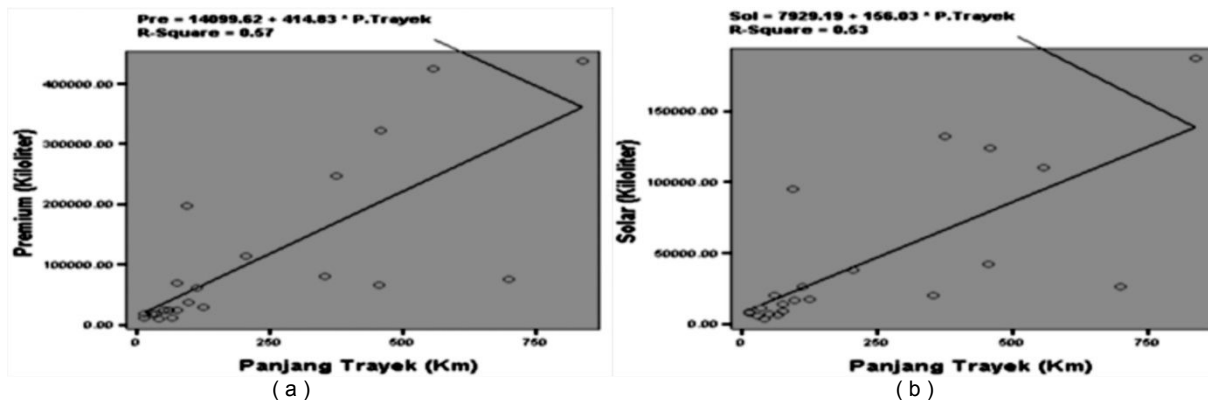 Pre = 14099.62 + 414.83 * P.Trayek
R-Square = 0.57
400000.00
300000.00
200000.00
100000.00
0.00
Premium (Kiloliter)
0 250 500 750
Panjang Trayek (Km)
( a )
Sol = 7929.19 + 156.03 * P.Trayek
R-Square = 0.53
150000.00
100000.00
50000.00
0.00
Solar (Kiloliter)
0 250 500 750
Panjang Trayek (Km)
( b )